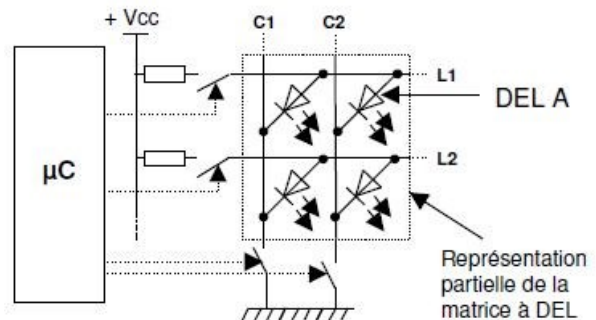 + Vcc
C1
C2
L1
DEL A
L2
µC
Représentation
partielle de la
matrice à DEL